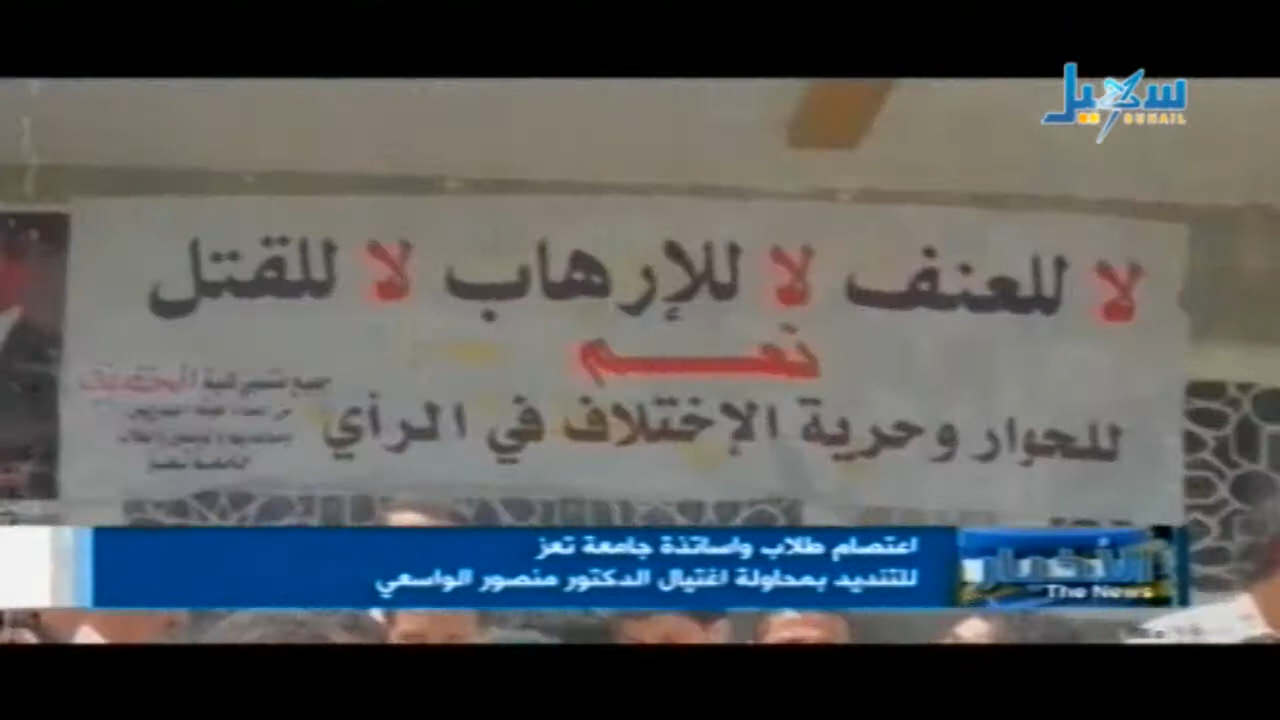 سهيل
SUHAIL
لا للعنف لا للإرهاب لا للقتل
نعم
للحوار وحرية الإختلاف في الرأي
الأخبار
The News
اعتصام طلاب واساتذة جامعة تعز
للتنديد بمحاولة اغتيال الدكتور منصور الواسعي